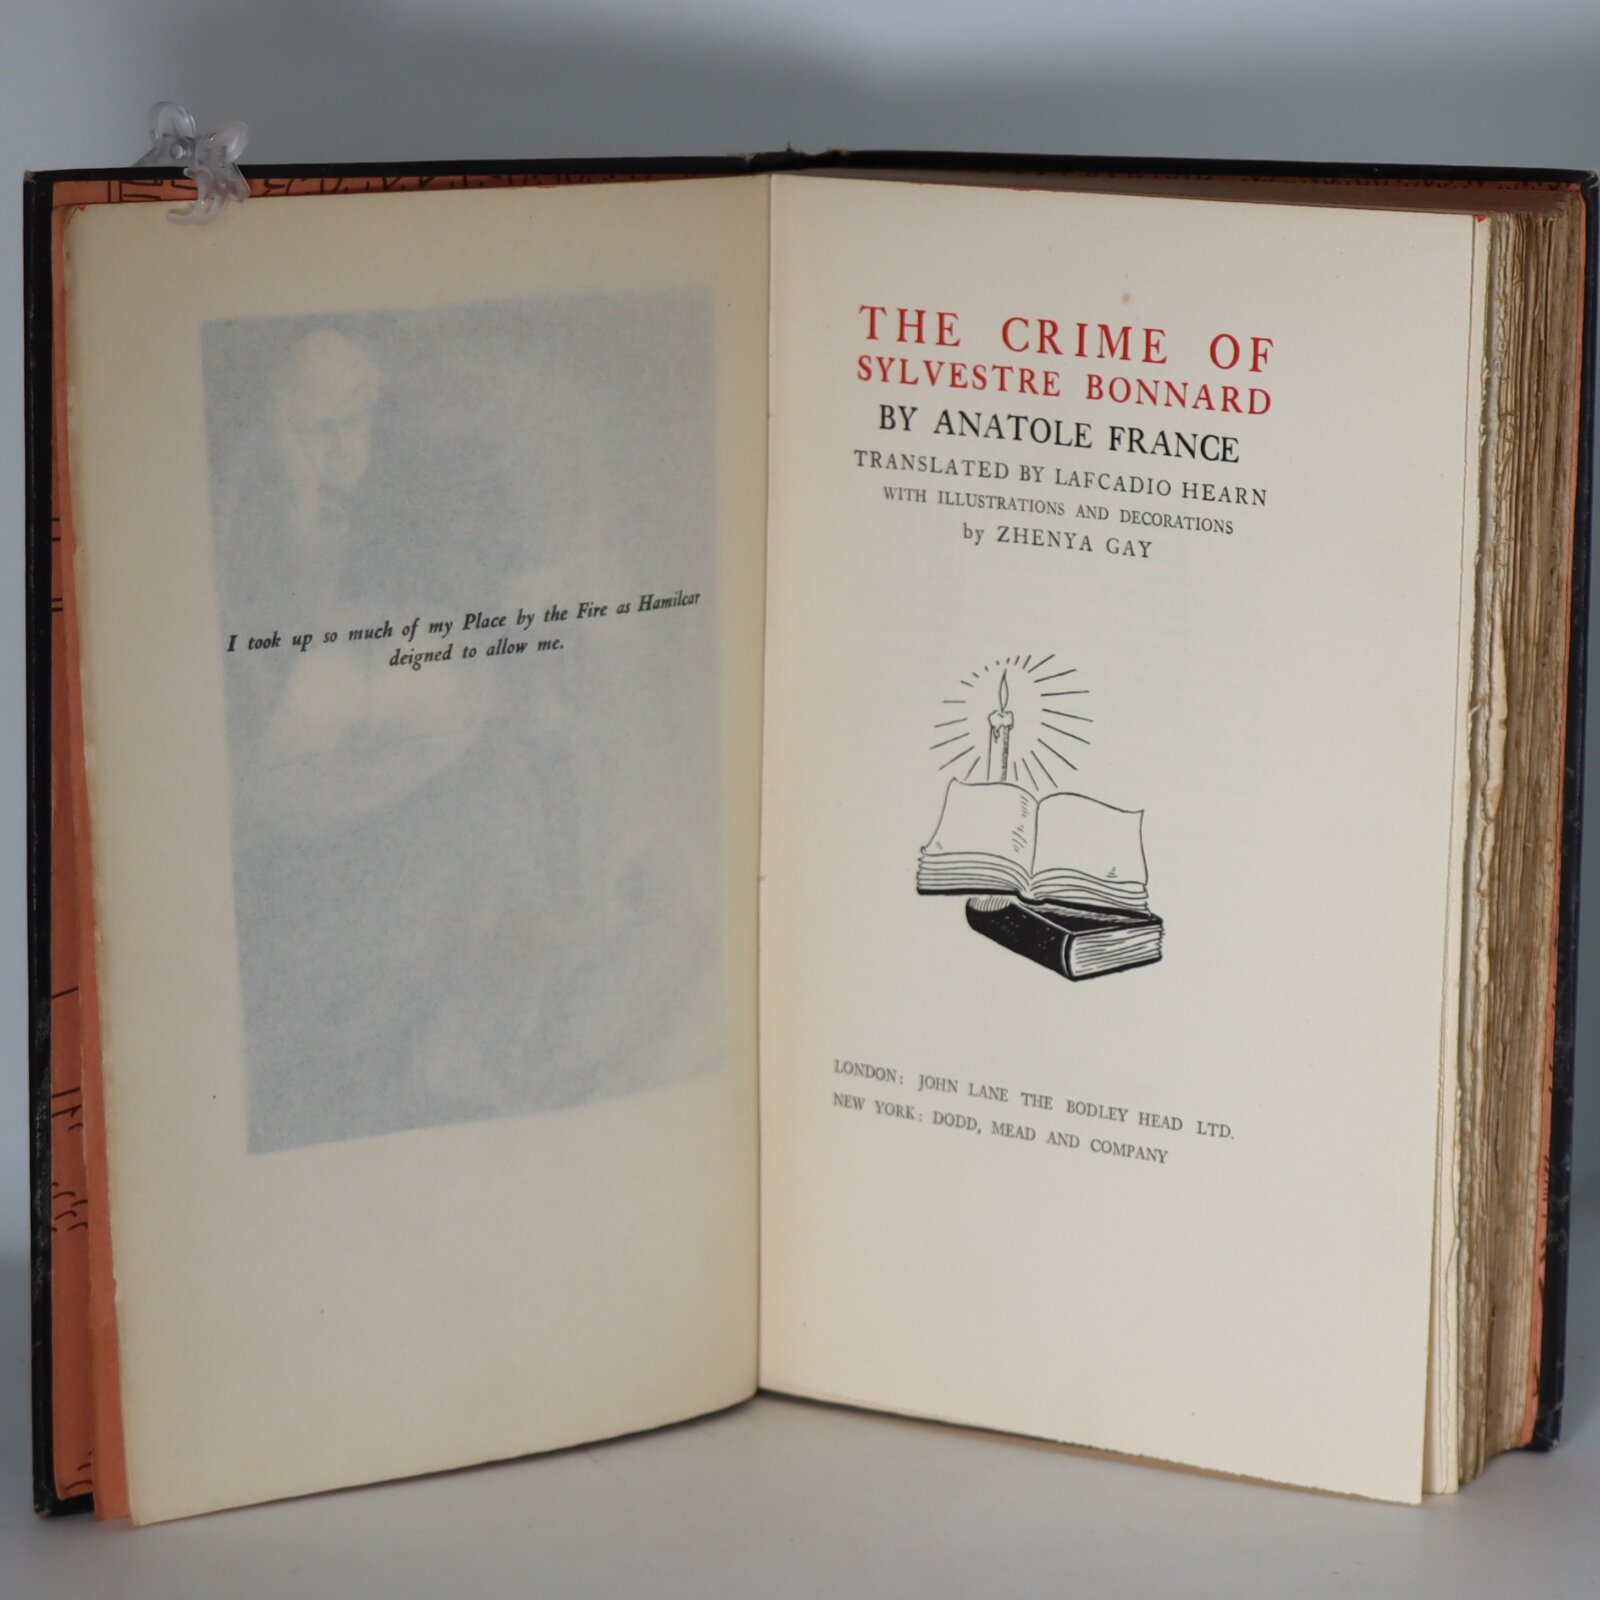 I took up so much of my Place by the Fire as Hamilcar
deigned to allow me.
THE CRIME OF
SYLVESTRE BONNARD
BY ANATOLE FRANCE
TRANSLATED BY LAFCADIO HEARN
WITH ILLUSTRATIONS AND DECORATIONS
by ZHENYA GAY
LONDON: JOHN LANE THE BODLEY HEAD LTD.
NEW YORK: DODD, MEAD AND COMPANY